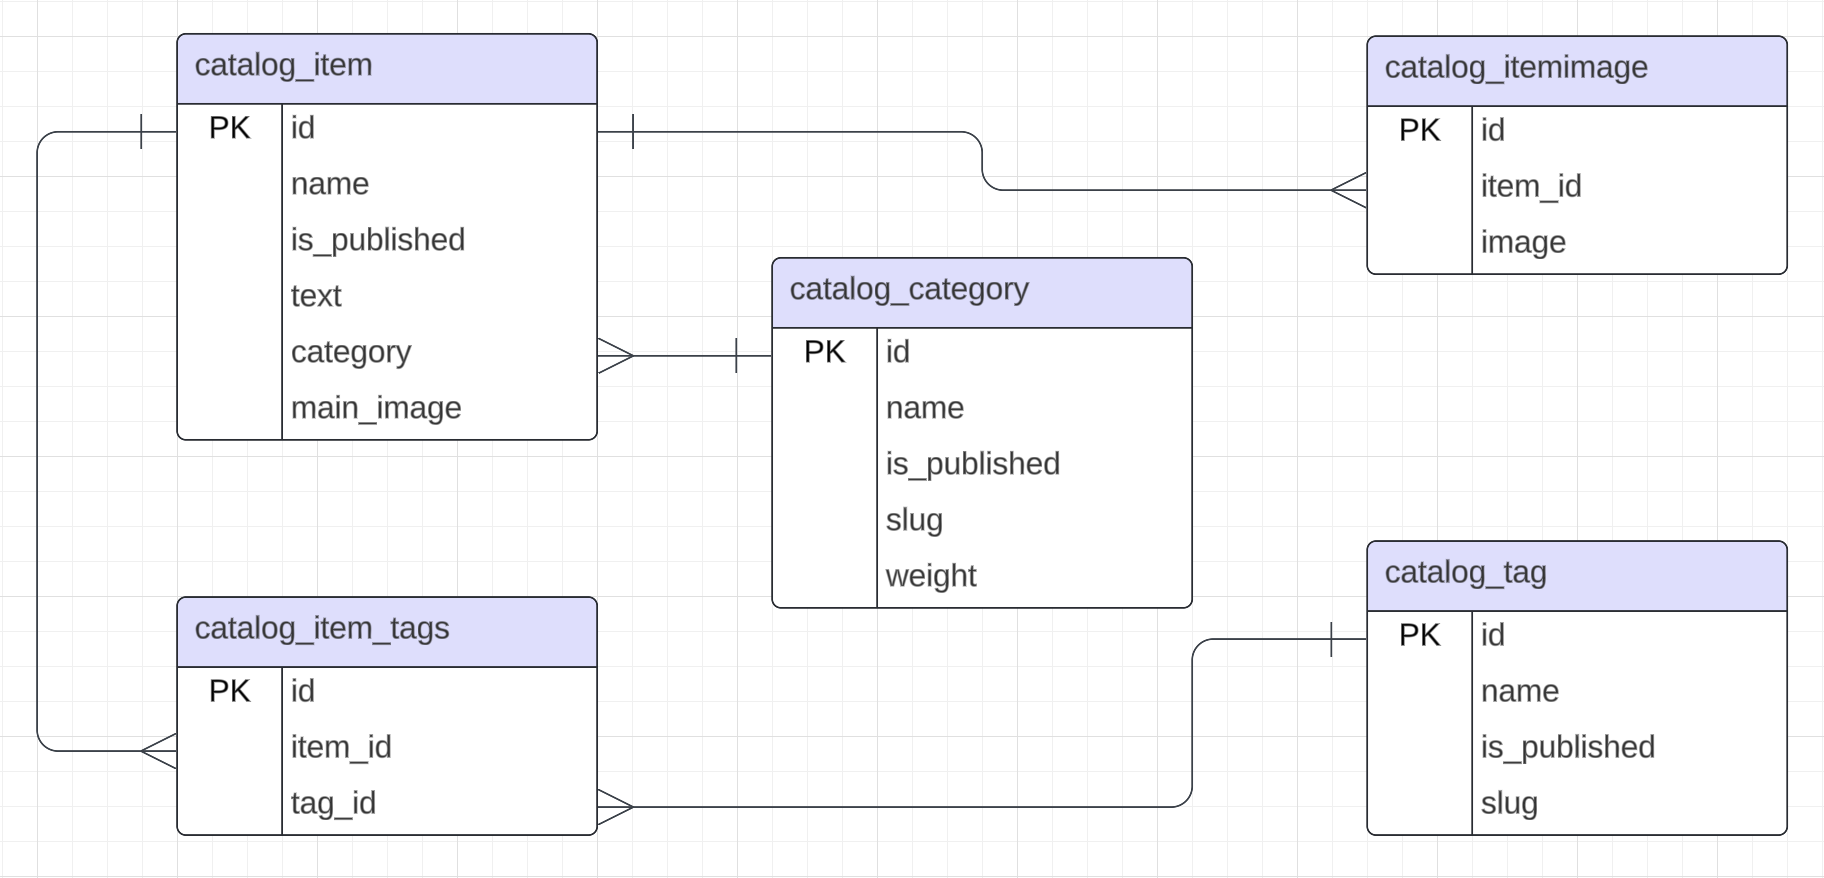 catalog_item
PK id
name
is_published
text
category
main_image
catalog_itemimage
PK id
item_id
image
catalog_category
PK id
name
is_published
slug
weight
catalog_item_tags
PK id
item_id
tag_id
catalog_tag
PK id
name
is_published
slug